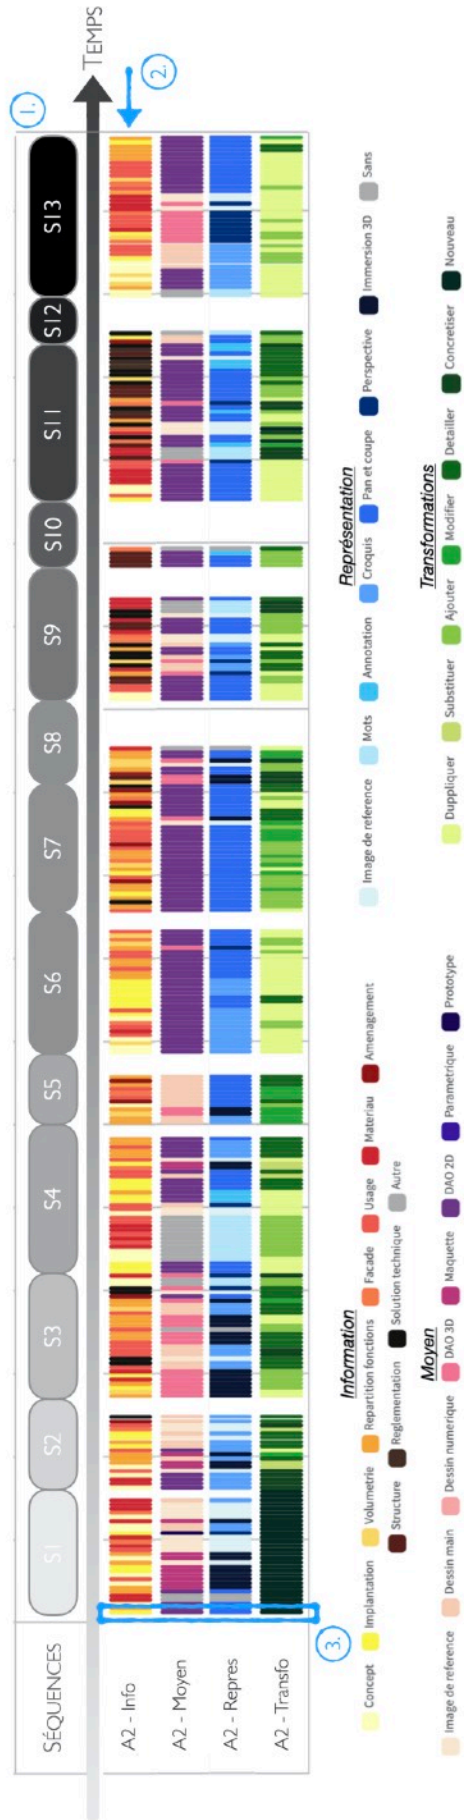 1.
TEMPS
2.
SÉQUENCES
S1 S2 S3 S4 S5 S6 S7 S8 S9 S10 S11 S12 S13
A2 - Info
A2 - Moyen
A2 - Repres
A2 - Transfo
3.
Information
Concept Implantation Volumetrie Repartition fonctions Facade Usage Materiau Amenagement
Structure Reglementation Solution technique Autre
Moyen
Image de reference Dessin main Dessin numerique DAO 3D Maquette DAO 2D Parametrique Prototype
Représentation
Image de reference Mots Annotation Croquis Pan et coupe Perspective Immersion 3D Sans
Transformations
Duppliquer Substituer Ajouter Modifier Detailler Concretiser Nouveau